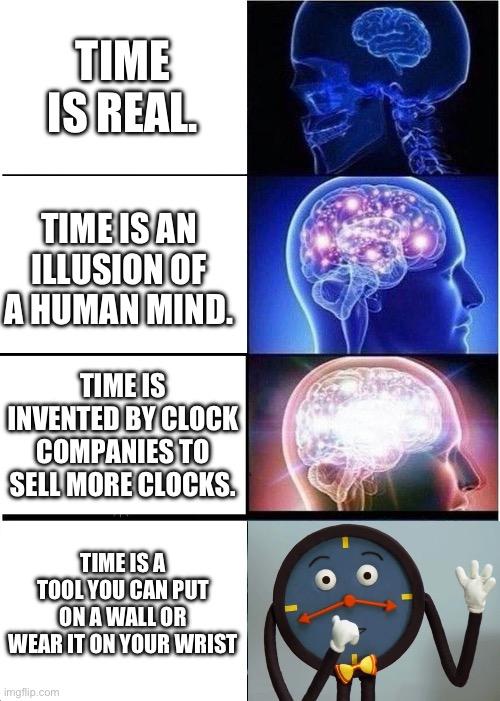 TIME
IS REAL.
TIME IS AN
ILLUSION OF
A HUMAN MIND.
TIME IS
INVENTED BY CLOCK
COMPANIES TO
SELL MORE CLOCKS.
TIME IS A
TOOL YOU CAN PUT
ON A WALL OR
WEAR IT ON YOUR WRIST
imgflip.com